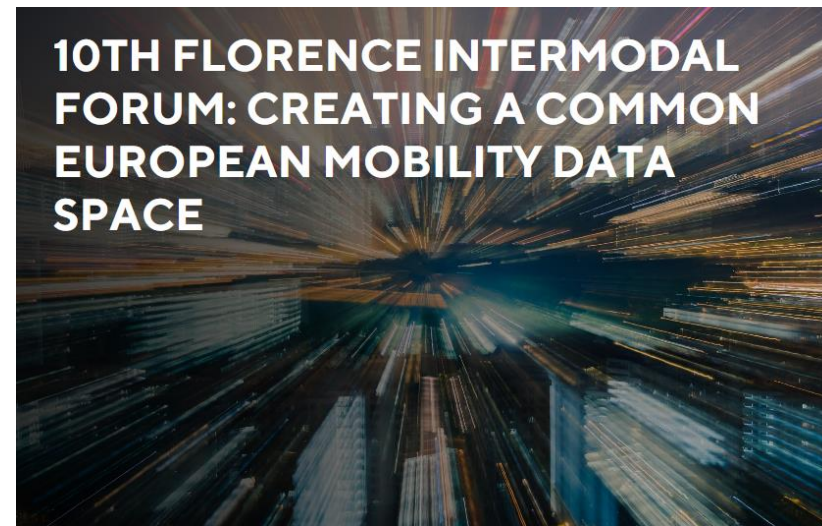 10TH FLORENCE INTERMODAL
FORUM: CREATING A COMMON
EUROPEAN MOBILITY DATA
SPACE